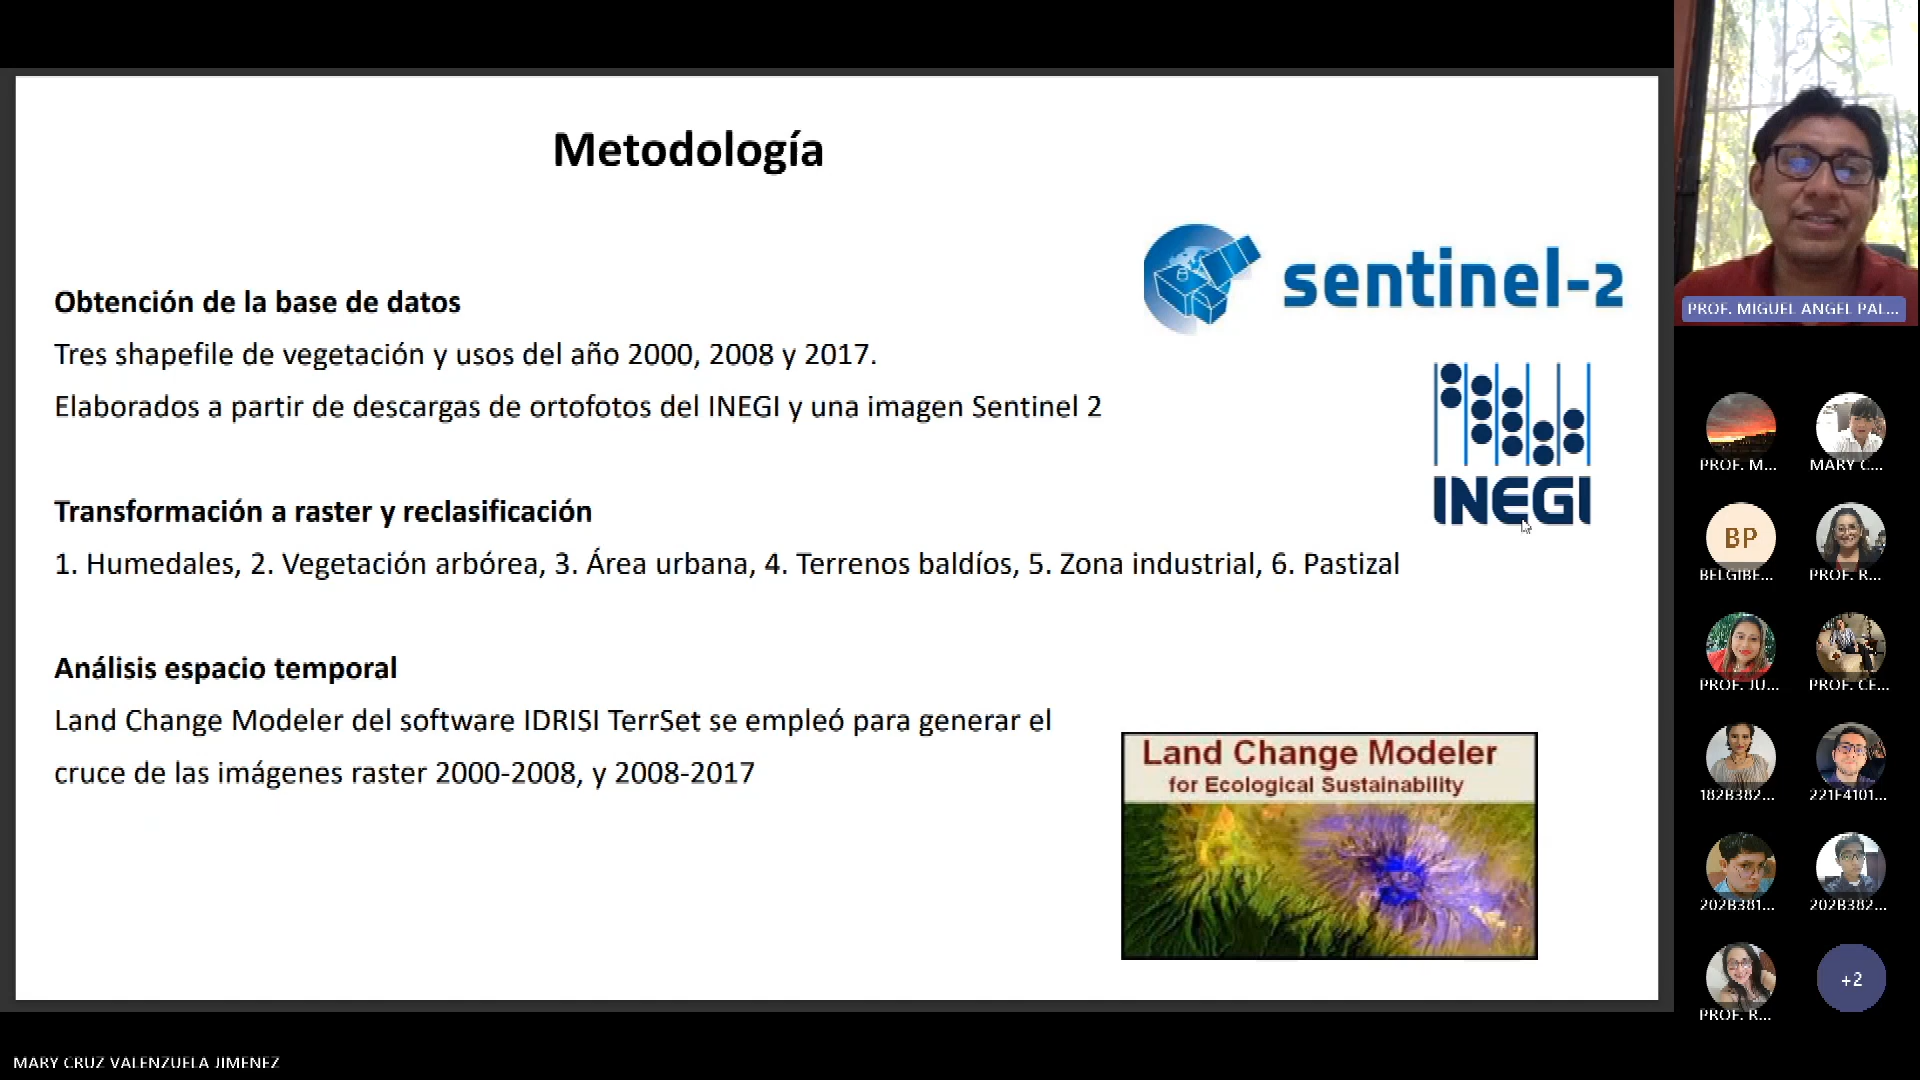 Metodología
sentinel-2
Obtención de la base de datos
Tres shapefile de vegetación y usos del año 2000, 2008 y 2017.
Elaborados a partir de descargas de ortofotos del INEGI y una imagen Sentinel 2
INEGI
Transformación a raster y reclasificación
1. Humedales, 2. Vegetación arbórea, 3. Área urbana, 4. Terrenos baldíos, 5. Zona industrial, 6. Pastizal
Análisis espacio temporal
Land Change Modeler del software IDRISI TerrSet se empleó para generar el
cruce de las imágenes raster 2000-2008, y 2008-2017
Land Change Modeler
for Ecological Sustainability
PROF. MIGUEL ANGEL PAL...
PROF. M...
MARY C...
BP
BELGIBE...
PROF. R...
PROF. JU...
PROF. CE...
182B382...
221F4101...
202B381...
202B382...
PROF. R...
+2
MARY CRUZ VALENZUELA JIMENEZ